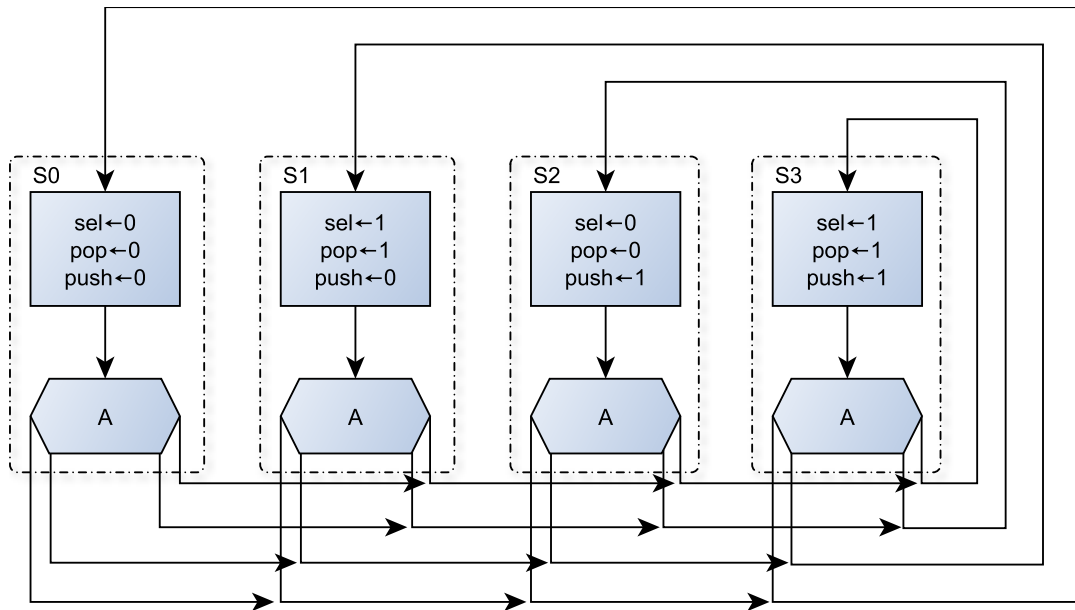 S0
sel←0
pop←0
push←0
A
S1
sel←1
pop←1
push←0
A
S2
sel←0
pop←0
push←1
A
S3
sel←1
pop←1
push←1
A